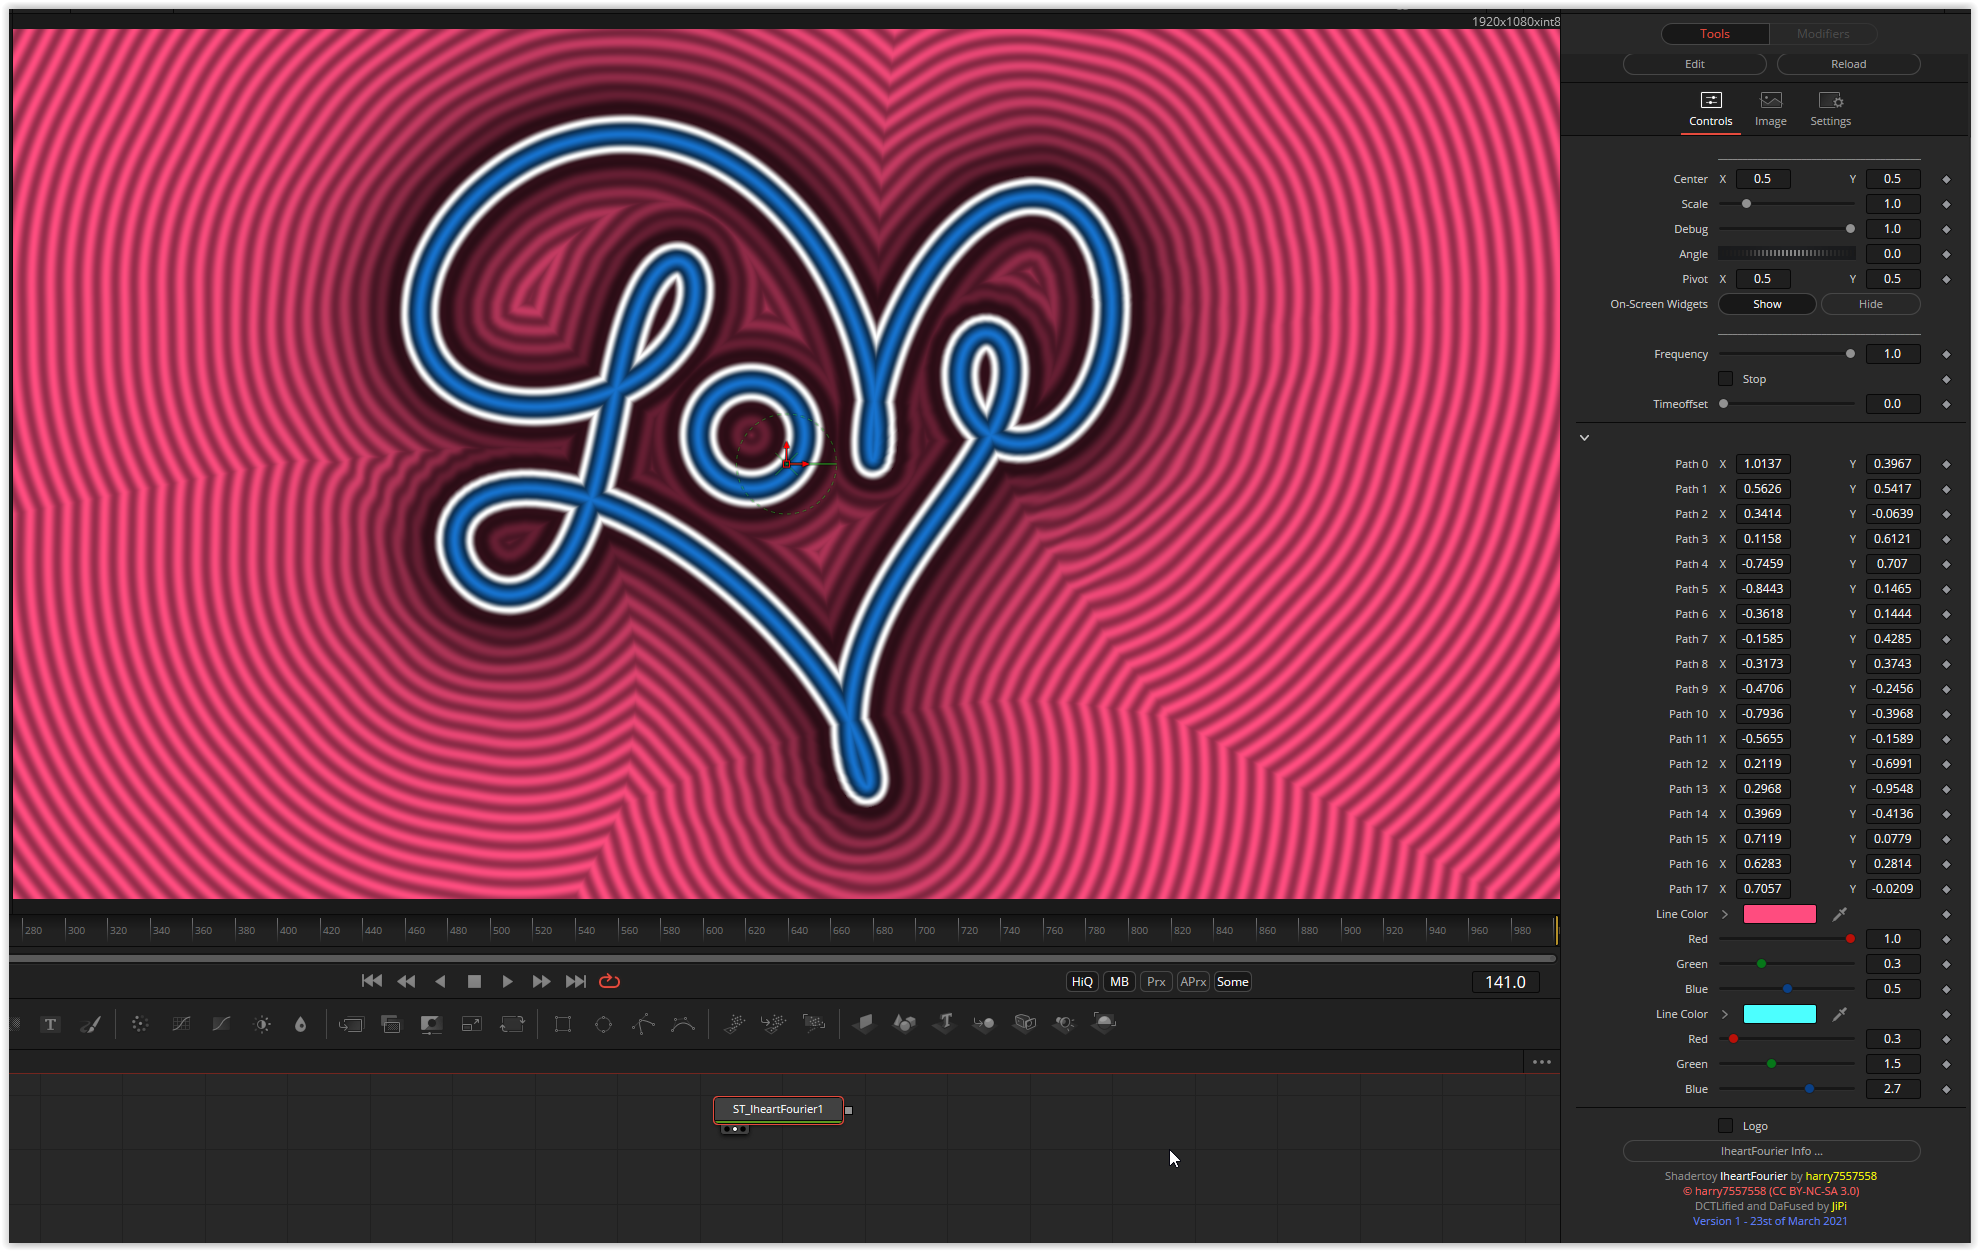 1920x1080xint8
Tools Modifiers
Edit Reload
Controls Image Settings
Center X 0.5 Y 0.5
Scale 1.0
Debug 1.0
Angle 0.0
Pivot X 0.5 Y 0.5
On-Screen Widgets Show Hide
Frequency 1.0
Stop
Timeoffset 0.0
Path 0 X 1.0137 Y 0.3967
Path 1 X 0.5626 Y 0.5417
Path 2 X 0.3414 Y -0.0639
Path 3 X 0.1158 Y 0.6121
Path 4 X -0.7459 Y 0.707
Path 5 X -0.8443 Y 0.1465
Path 6 X -0.3618 Y 0.1444
Path 7 X -0.1585 Y 0.4285
Path 8 X -0.3173 Y 0.3743
Path 9 X -0.4706 Y -0.2456
Path 10 X -0.7936 Y -0.3968
Path 11 X -0.5655 Y -0.1589
Path 12 X 0.2119 Y -0.6991
Path 13 X 0.2968 Y -0.9548
Path 14 X 0.3969 Y -0.4136
Path 15 X 0.7119 Y 0.0779
Path 16 X 0.6283 Y 0.2814
Path 17 X 0.7057 Y -0.0209
Line Color
Red 1.0
Green 0.3
Blue 0.5
Line Color
Red 0.3
Green 1.5
Blue 2.7
Logo
IheartFourier Info ...
Shadertoy IheartFourier by harry7557558
© harry7557558 (CC BY-NC-SA 3.0)
DCTLified and DaFused by JiPi
Version 1 - 23st of March 2021
280 300 320 340 360 380 400 420 440 460 480 500 520 540 560 580 600 620 640 660 680 700 720 740 760 780 800 820 840 860 880 900 920 940 960 980
HiQ MB Prx APrx Some 141.0
T
ST_IheartFourier1